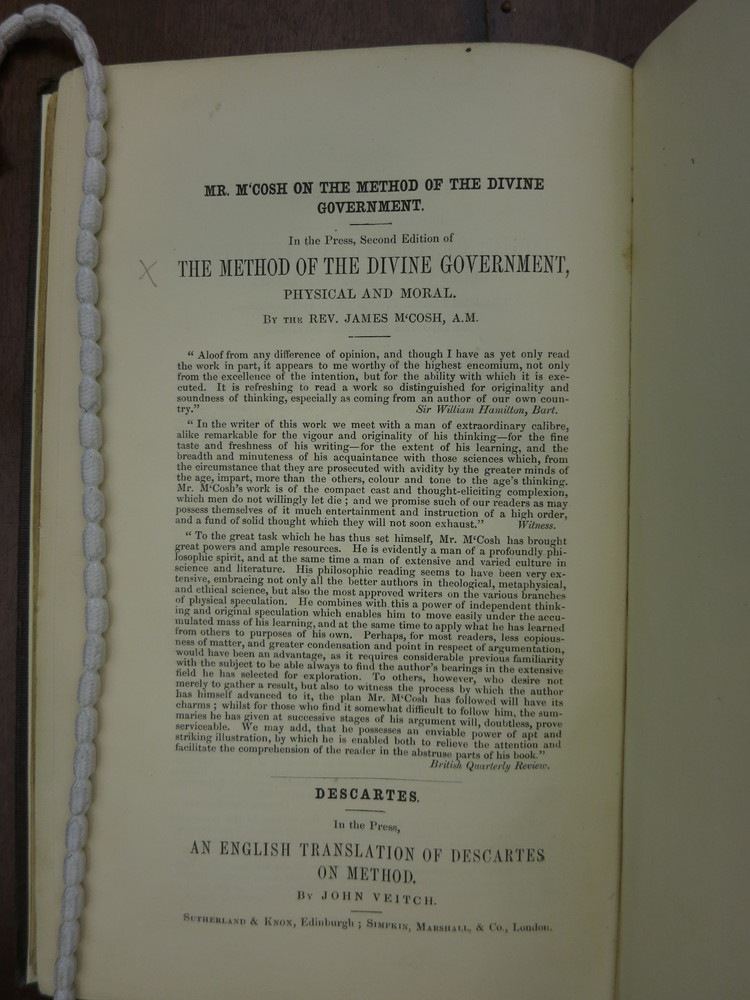 MR. M‘COSH ON THE METHOD OF THE DIVINE
GOVERNMENT.
In the Press, Second Edition of
X THE METHOD OF THE DIVINE GOVERNMENT,
PHYSICAL AND MORAL.
By the REV. JAMES M‘COSH, A.M.
“ Aloof from any difference of opinion, and though I have as yet only read
the work in part, it appears to me worthy of the highest encomium, not only
from the excellence of the intention, but for the ability with which it is exe-
cuted. It is refreshing to read a work so distinguished for originality and
soundness of thinking, especially as coming from an author of our own coun-
try.” Sir William Hamilton, Bart.
“ In the writer of this work we meet with a man of extraordinary calibre,
alike remarkable for the vigour and originality of his thinking—for the fine
taste and freshness of his writing—for the extent of his learning, and the
breadth and minuteness of his acquaintance with those sciences which, from
the circumstance that they are prosecuted with avidity by the greater minds of
the age, impart, more than the others, colour and tone to the age's thinking.
Mr. M‘Cosh's work is of the compact cast and thought-eliciting complexion,
which men do not willingly let die ; and we promise such of our readers as may
possess themselves of it much entertainment and instruction of a high order,
and a fund of solid thought which they will not soon exhaust.” Witness.
“ To the great task which he has thus set himself, Mr. M‘Cosh has brought
great powers and ample resources. He is evidently a man of a profoundly phi-
losophic spirit, and at the same time a man of extensive and varied culture in
science and literature. His philosophic reading seems to have been very ex-
tensive, embracing not only all the better authors in theological, metaphysical,
and ethical science, but also the most approved writers on the various branches
of physical speculation. He combines with this a power of independent think-
ing and original speculation which enables him to move easily under the accu-
mulated mass of his learning, and at the same time to apply what he has learned
from others to purposes of his own. Perhaps, for most readers, less copious-
ness of matter, and greater condensation and point in respect of argumentation,
would have been an advantage, as it requires considerable previous familiarity
with the subject to be able always to find the author's bearings in the extensive
field he has selected for exploration. To others, however, who desire not
merely to gather a result, but also to witness the process by which the author
has himself advanced to it, the plan Mr. M‘Cosh has followed will have its
charms ; whilst for those who find it somewhat difficult to follow him, the sum-
maries he has given at successive stages of his argument will, doubtless, prove
serviceable. We may add, that he possesses an enviable power of apt and
striking illustration, by which he is enabled both to relieve the attention and
facilitate the comprehension of the reader in the abstruse parts of his book.”
British Quarterly Review.
DESCARTES.
In the Press,
AN ENGLISH TRANSLATION OF DESCARTES
ON METHOD.
By JOHN VEITCH.
Sutherland & Knox, Edinburgh ; Simpkin, Marshall, & Co., London.